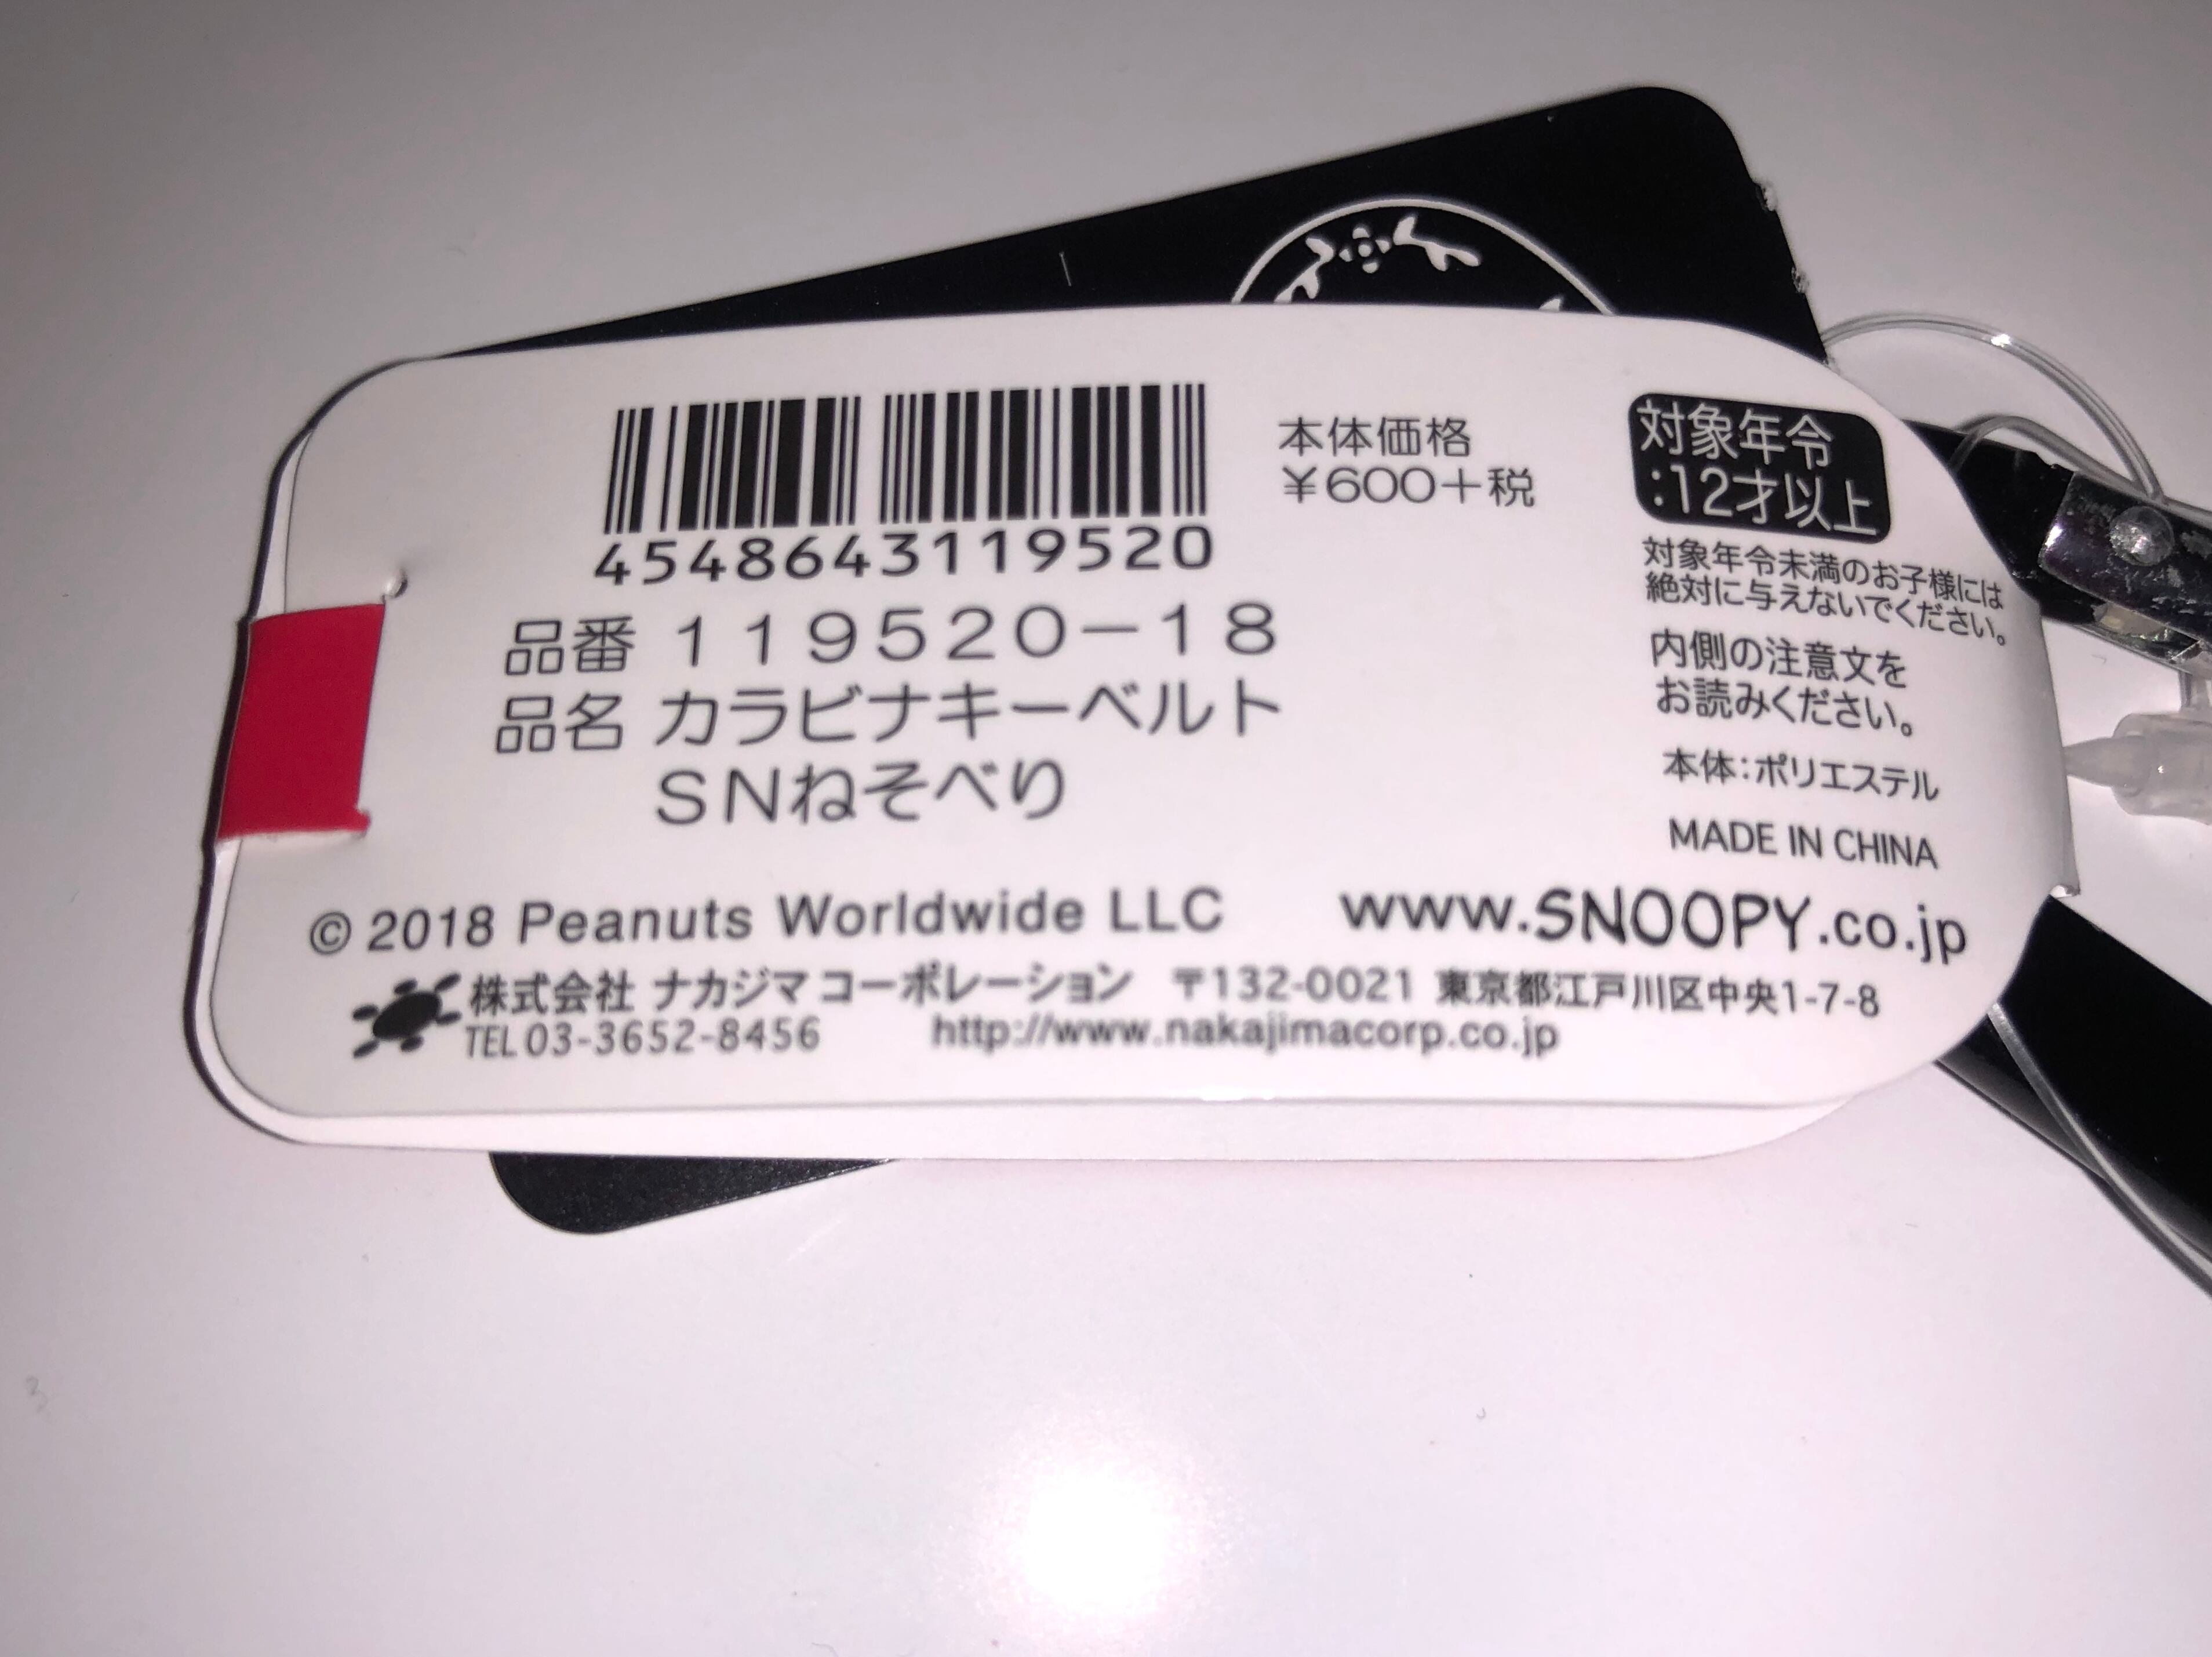 4548643119520
本体価格
¥600+税
品番 119520-18
品名 カラビナキーベルト
SNねそべり
対象年令
:12才以上
対象年令未満のお子様には
絶対に与えないでください。
内側の注意文を
お読みください。
本体:ポリエステル
MADE IN CHINA
© 2018 Peanuts Worldwide LLC
www.SNOOPY.co.jp
株式会社 ナカジマコーポレーション 〒132-0021 東京都江戸川区中央1-7-8
TEL 03-3652-8456 http://www.nakajimacorp.co.jp